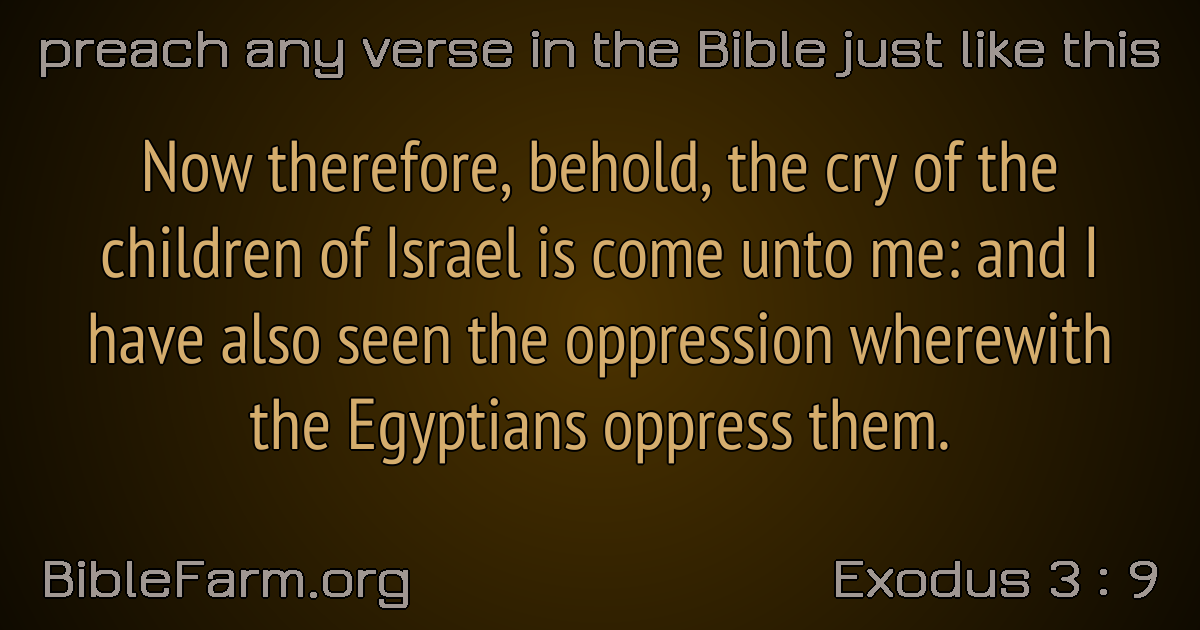 preach any verse in the Bible just like this
Now therefore, behold, the cry of the
children of Israel is come unto me: and I
have also seen the oppression wherewith
the Egyptians oppress them.
BibleFarm.org
Exodus 3 : 9